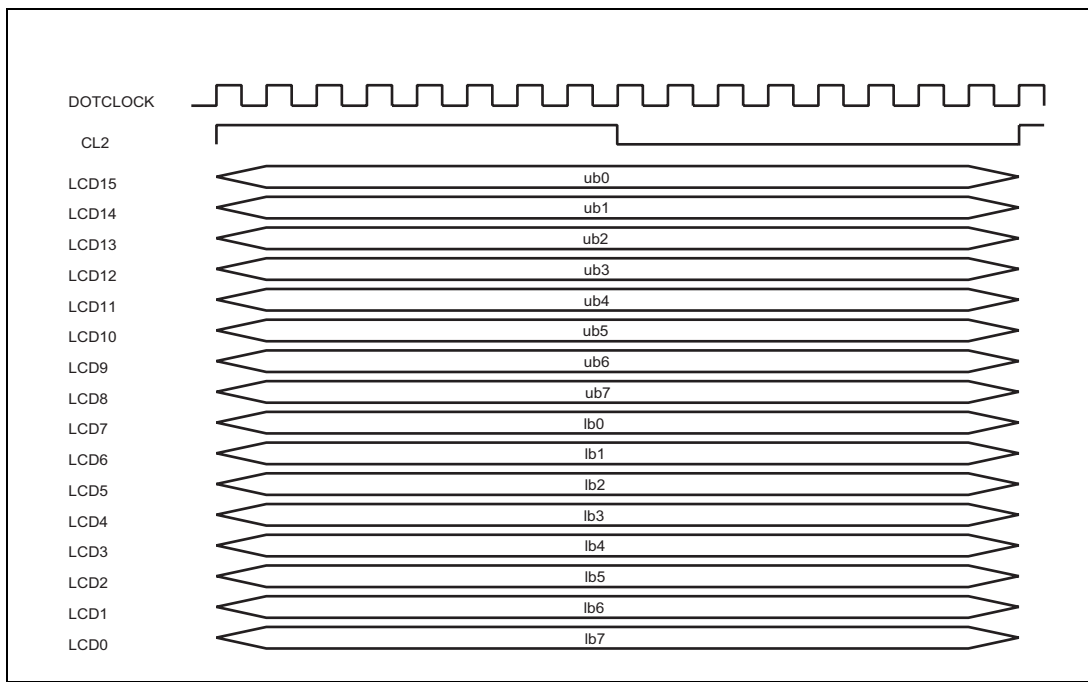 DOTCLOCK
CL2
LCD15 ub0
LCD14 ub1
LCD13 ub2
LCD12 ub3
LCD11 ub4
LCD10 ub5
LCD9 ub6
LCD8 ub7
LCD7 lb0
LCD6 lb1
LCD5 lb2
LCD4 lb3
LCD3 lb4
LCD2 lb5
LCD1 lb6
LCD0 lb7